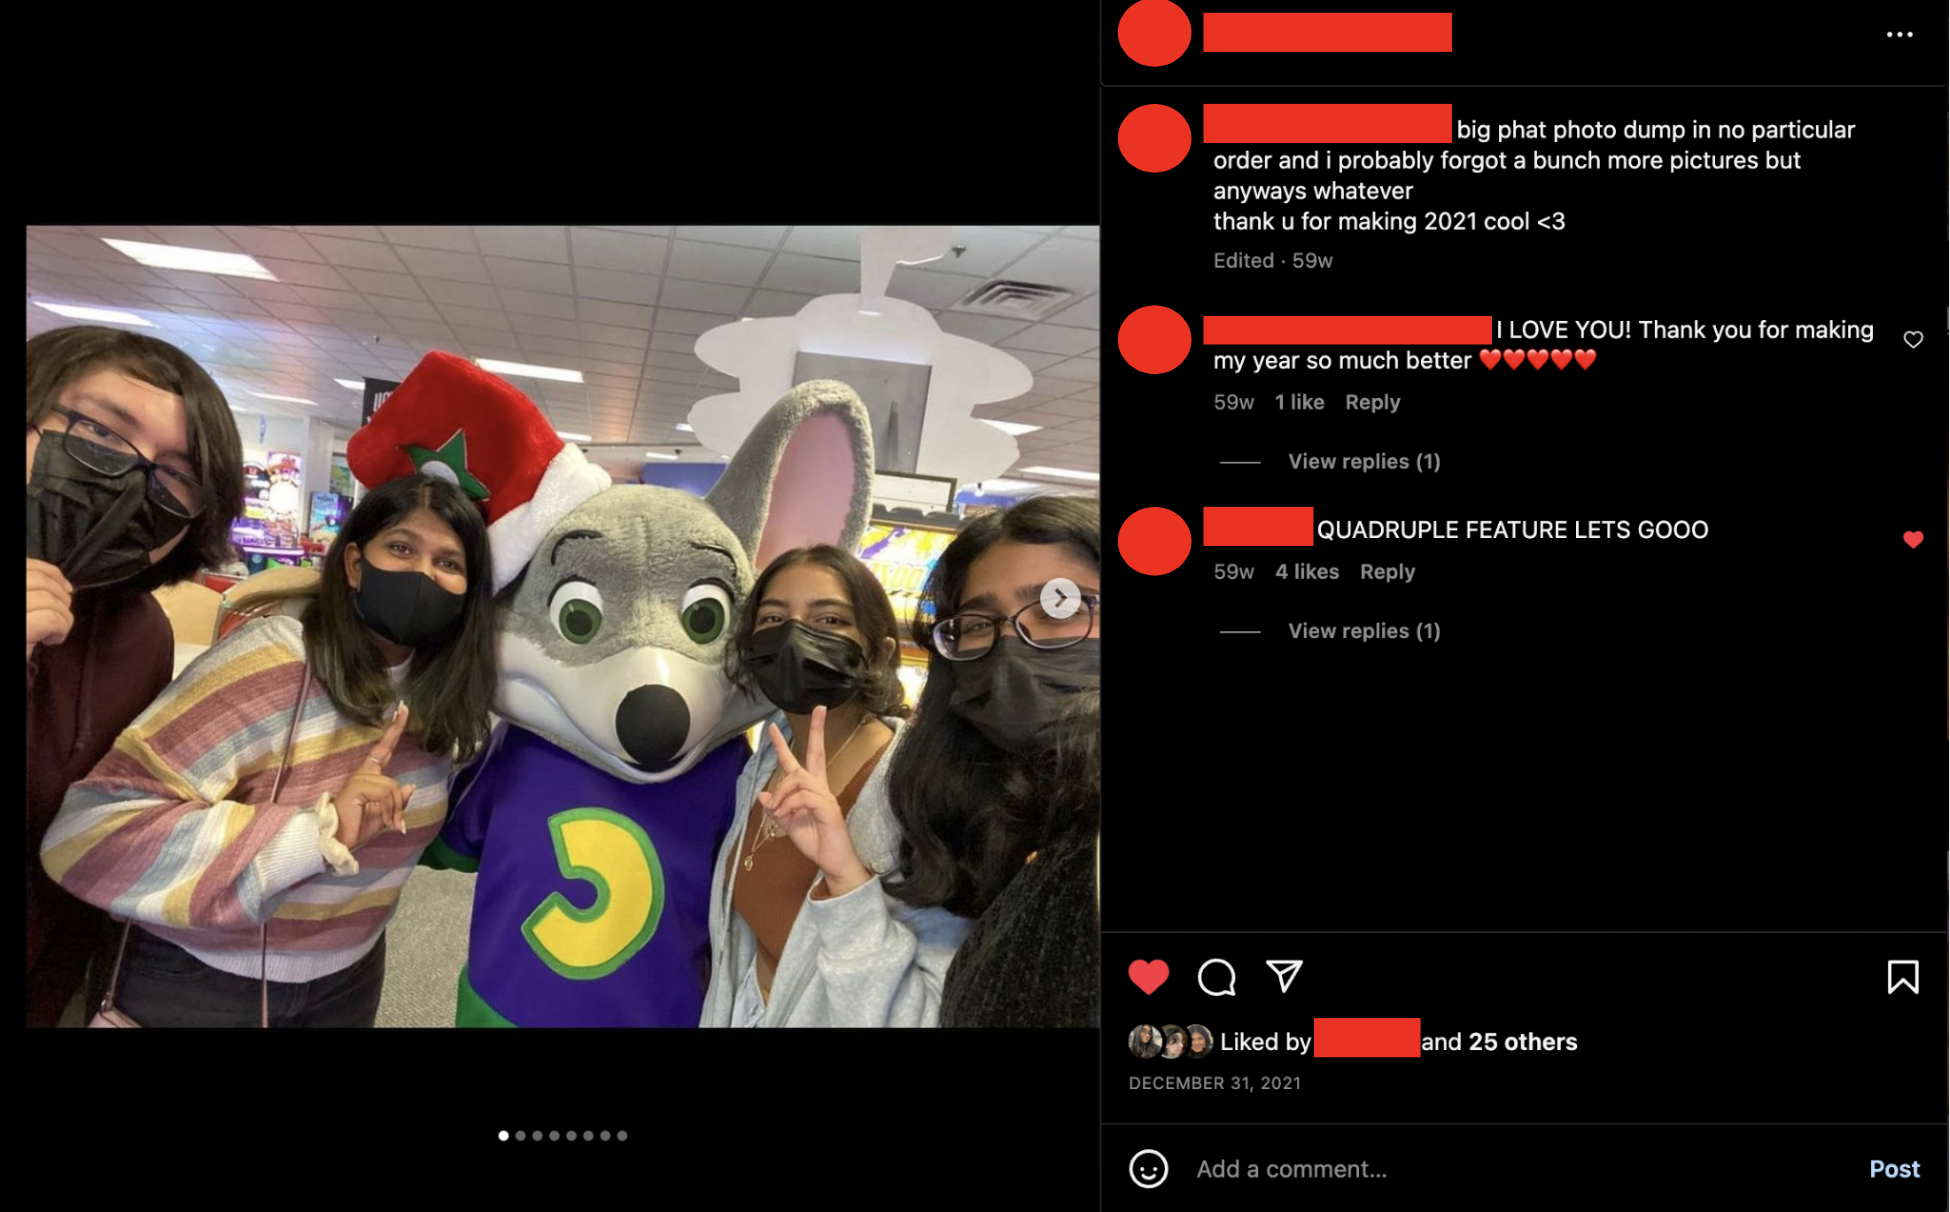 big phat photo dump in no particular
order and i probably forgot a bunch more pictures but
anyways whatever
thank u for making 2021 cool <3
Edited · 59w
I LOVE YOU! Thank you for making
my year so much better ❤️❤️❤️❤️❤️
59w 1 like Reply
View replies (1)
QUADRUPLE FEATURE LETS GOOO
59w 4 likes Reply
View replies (1)
Liked by and 25 others
DECEMBER 31, 2021
Add a comment... Post